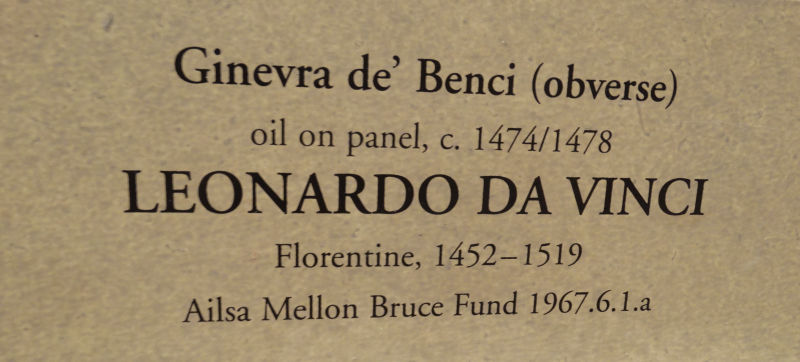 Ginevra de’ Benci (obverse)
oil on panel, c. 1474/1478
LEONARDO DA VINCI
Florentine, 1452–1519
Ailsa Mellon Bruce Fund 1967.6.1.a